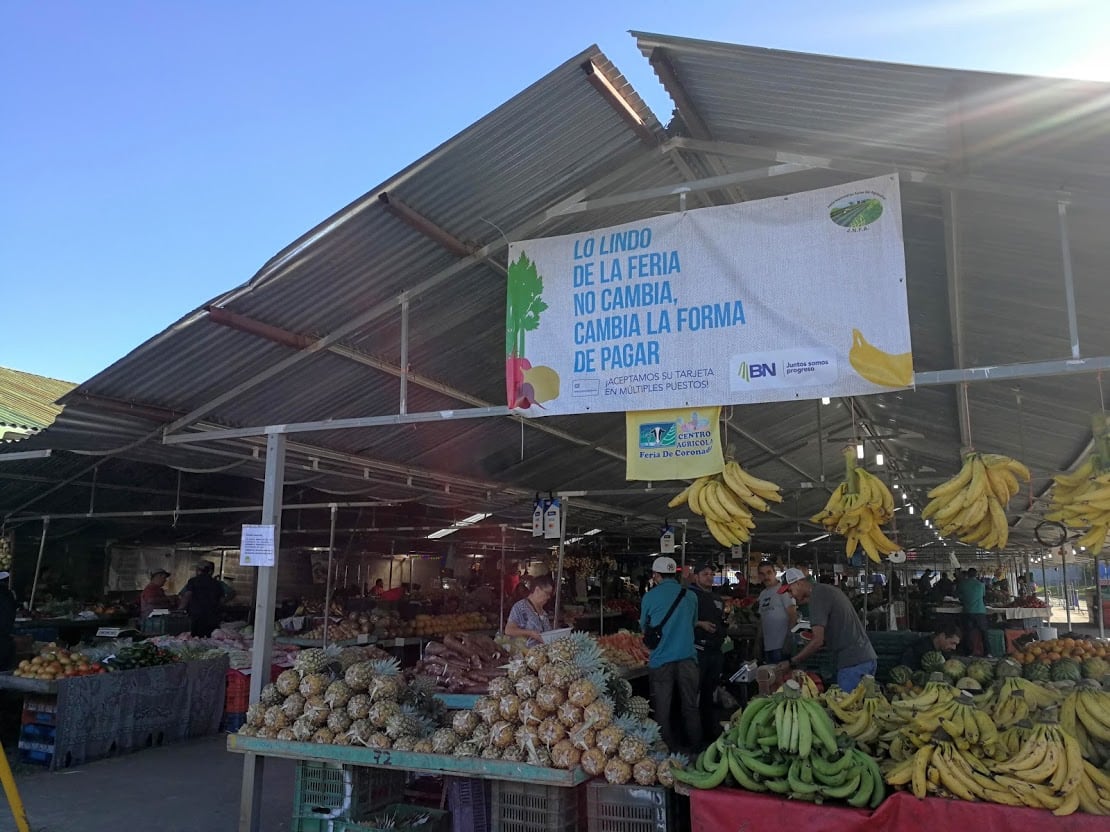 LO LINDO
DE LA FERIA
NO CAMBIA,
CAMBIA LA FORMA
DE PAGAR
¡ACEPTAMOS SU TARJETA
EN MÚLTIPLES PUESTOS!
BN
Juntos somos
progreso
C.N.F.A.
CENTRO
AGRICOLA
Feria De Coronado
42